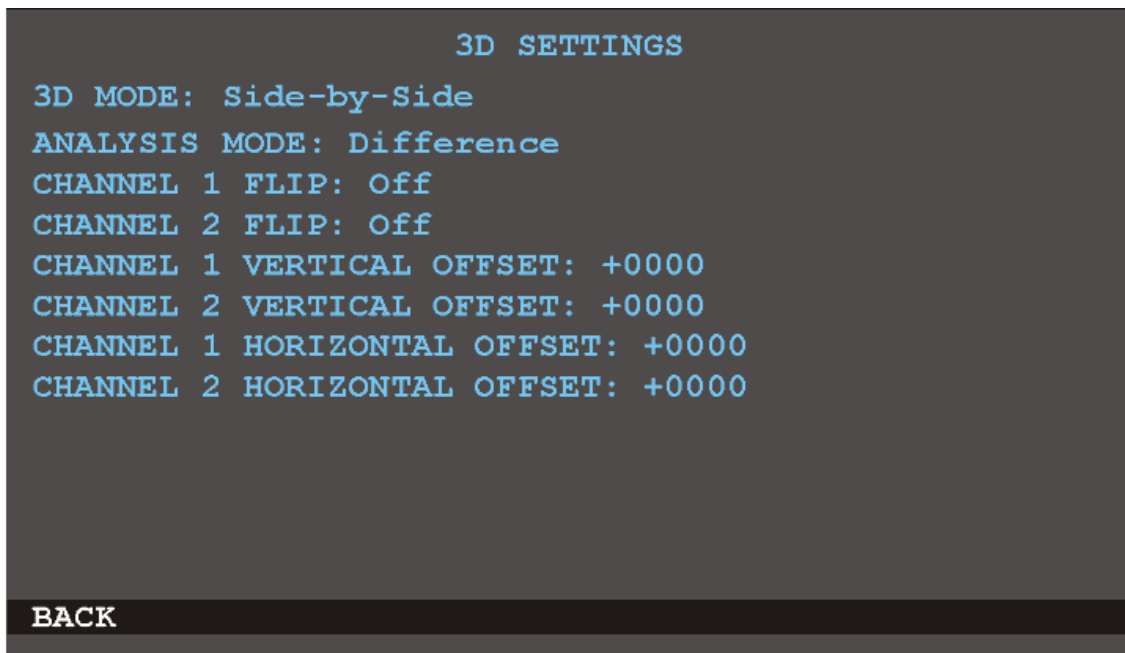 3D SETTINGS
3D MODE: Side-by-Side
ANALYSIS MODE: Difference
CHANNEL 1 FLIP: Off
CHANNEL 2 FLIP: Off
CHANNEL 1 VERTICAL OFFSET: +0000
CHANNEL 2 VERTICAL OFFSET: +0000
CHANNEL 1 HORIZONTAL OFFSET: +0000
CHANNEL 2 HORIZONTAL OFFSET: +0000
BACK